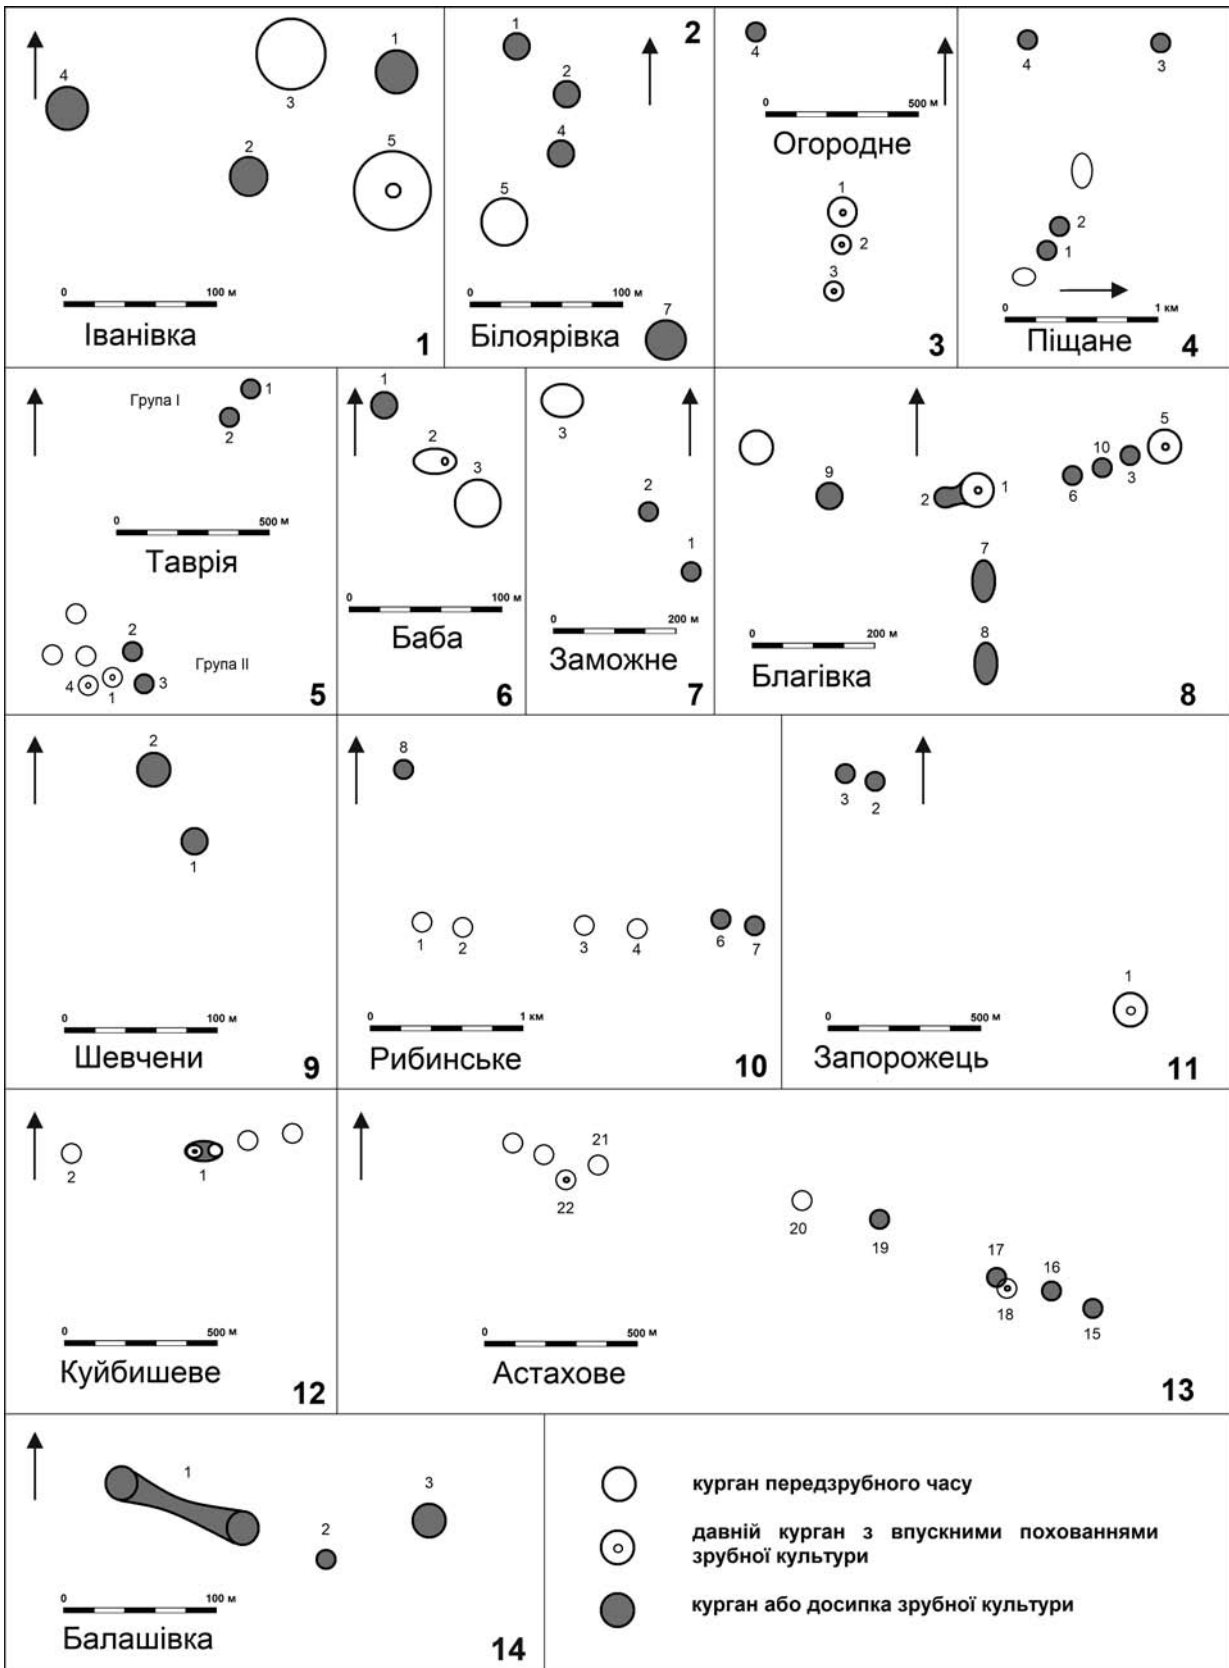 4
3
1
2
5
0 100 м
Іванівка
1
1
2
2
4
5
7
0 100 м
Білоярівка
4
0 500 м
Огородне
1
2
3
3
4
3
2
1
0 1 км
Піщане
4
Група I
1
2
0 500 м
Таврія
2
Група II
4
1
3
5
1
2
3
0 100 м
Баба
6
3
2
1
0 200 м
Заможне
7
5
10
9
3
6
2
1
7
8
0 200 м
Благівка
8
2
1
0 100 м
Шевчени
9
8
1
2
3
4
6
7
0 1 км
Рибинське
10
3
2
1
0 500 м
Запорожець
11
2
1
0 500 м
Куйбишеве
12
21
22
20
19
17
16
18
15
0 500 м
Астахове
13
1
2
3
0 100 м
Балашівка
14
курган передзрубного часу
давній курган з впускними похованнями
зрубної культури
курган або досипка зрубної культури